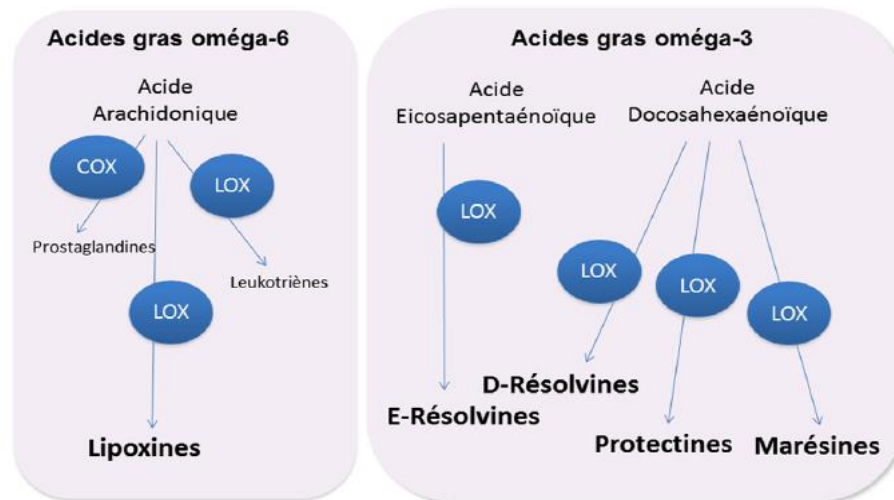 Acides gras oméga-6
Acide
Arachidonique
COX
LOX
Prostaglandines
Leukotriènes
LOX
Lipoxines
Acides gras oméga-3
Acide
Eicosapentaénoïque
Acide
Docosahexaénoïque
LOX
LOX
LOX
LOX
D-Résolvines
E-Résolvines
Protectines
Marésines